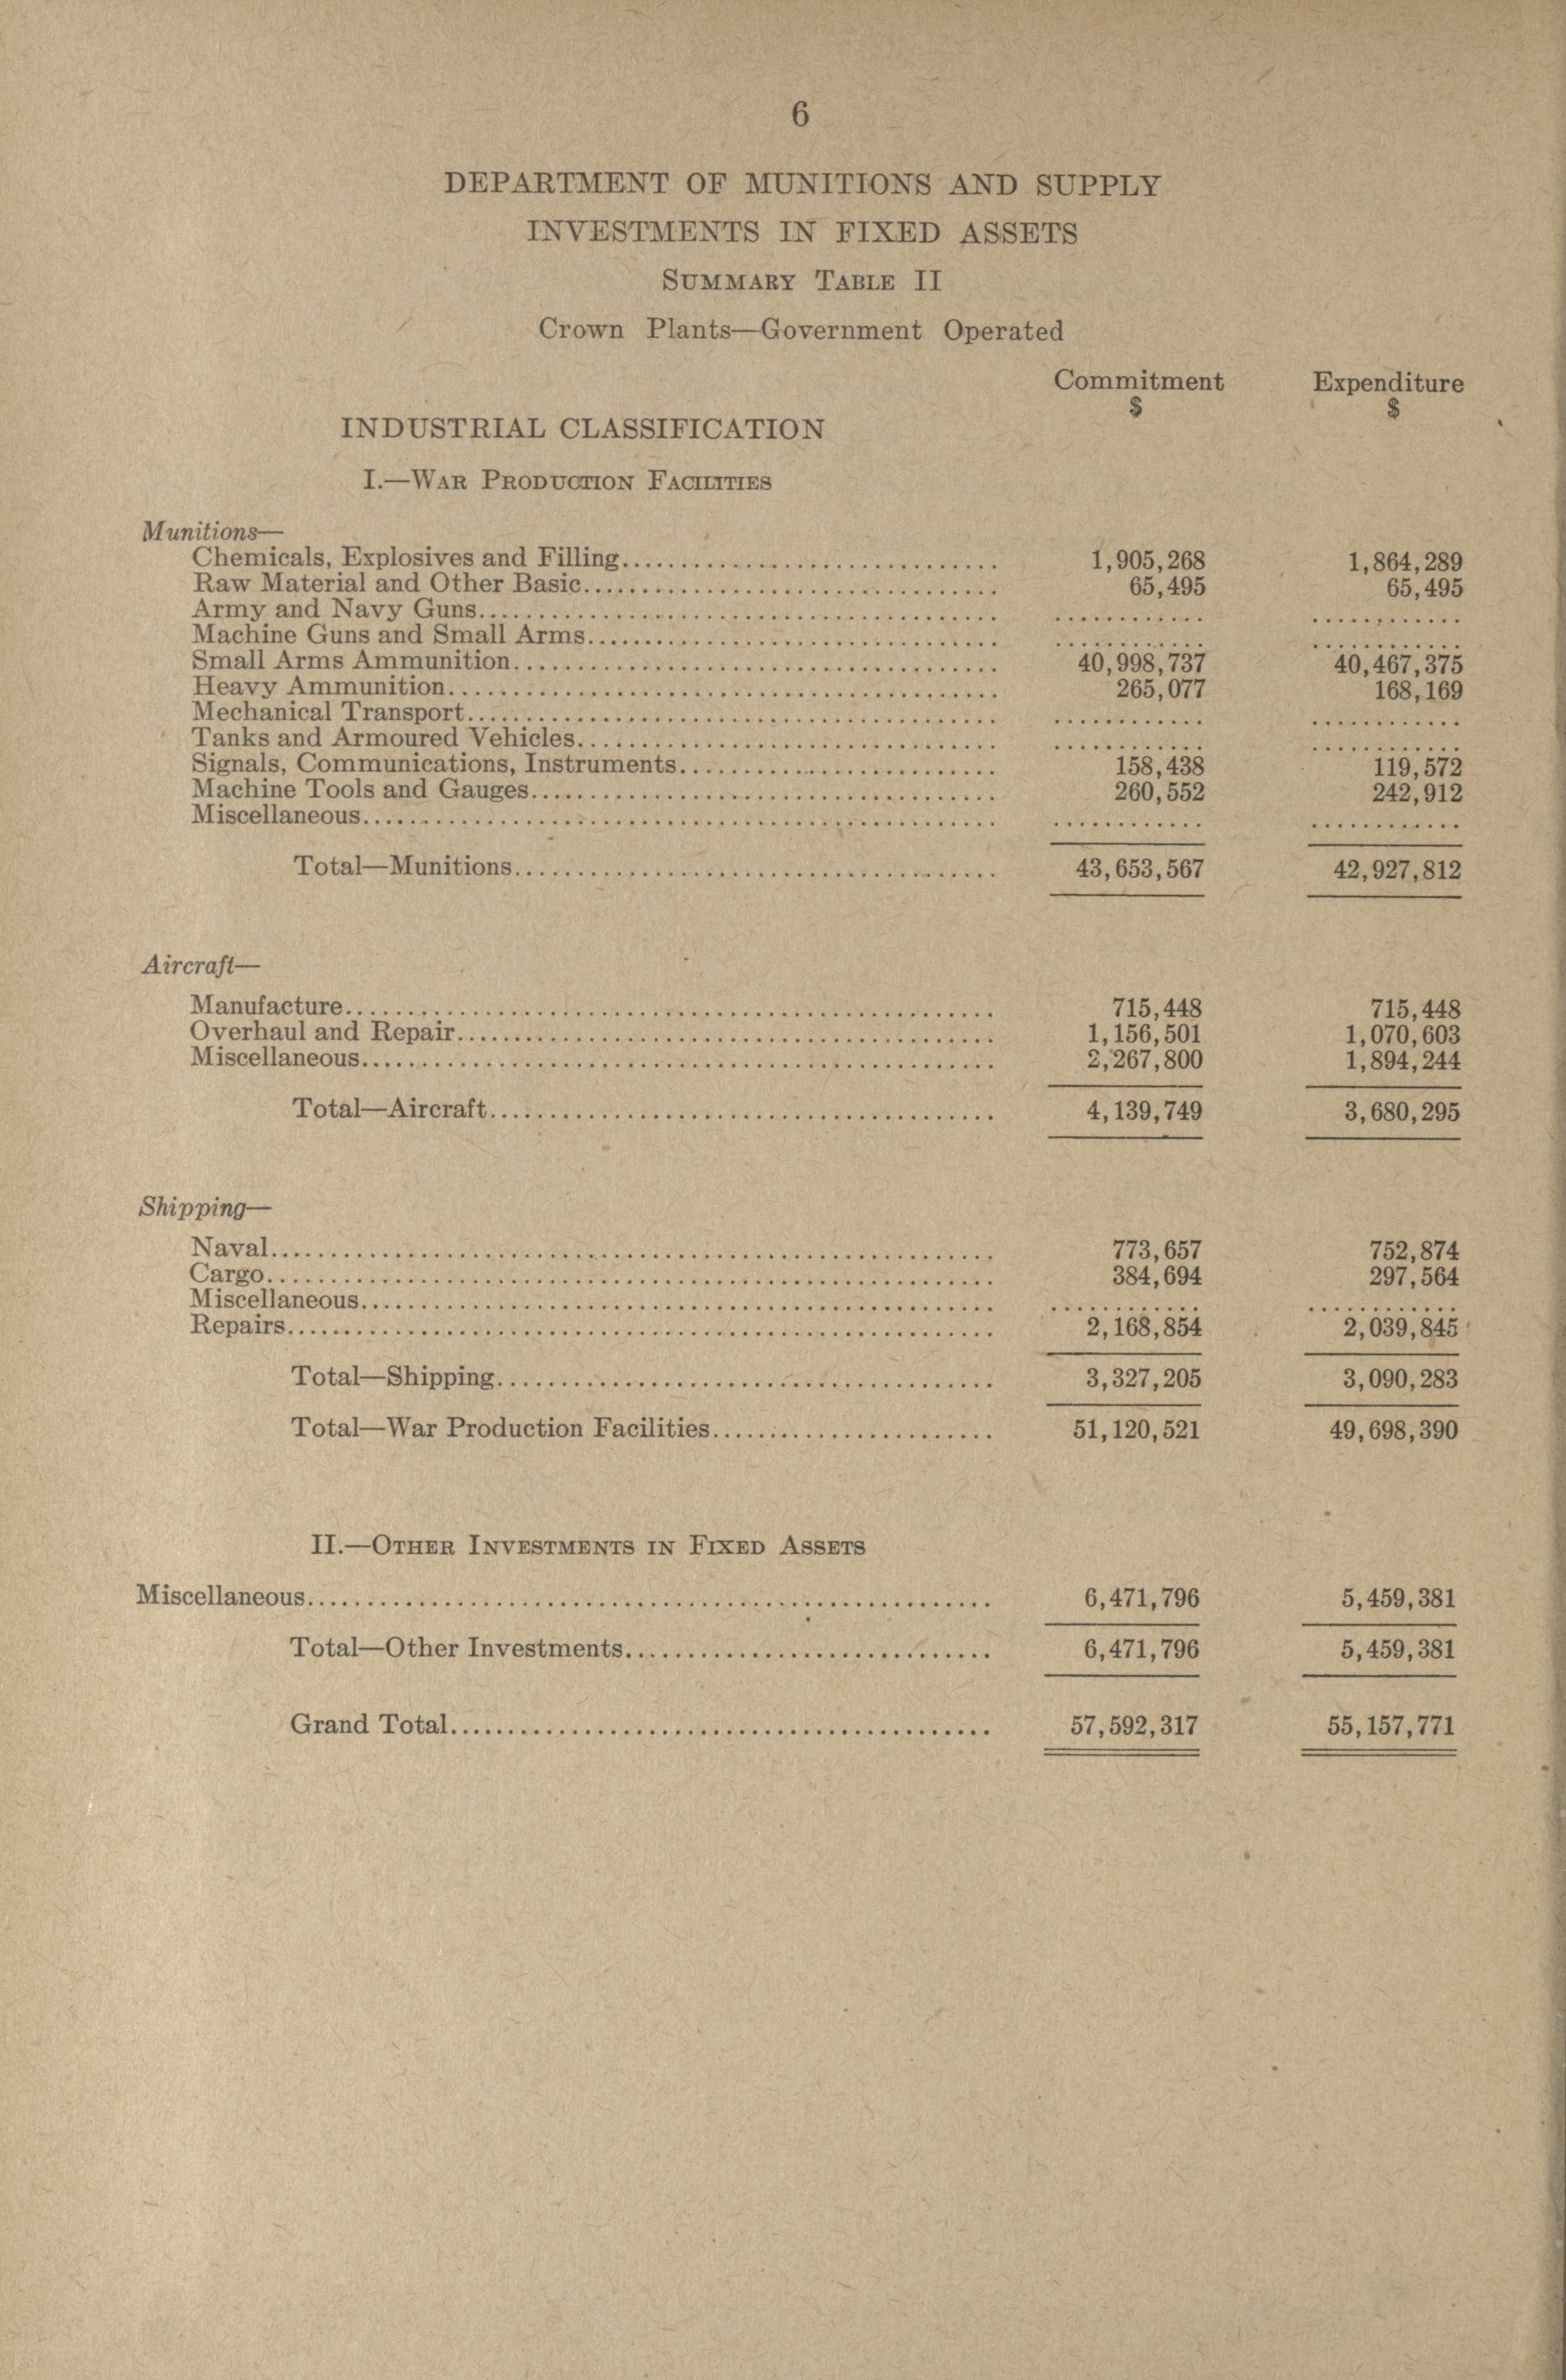 6
DEPARTMENT OF MUNITIONS AND SUPPLY
INVESTMENTS IN FIXED ASSETS
SUMMARY TABLE II
Crown Plants—Government Operated
Commitment Expenditure
$ $
INDUSTRIAL CLASSIFICATION
I.—WAR PRODUCTION FACILITIES
Munitions—
Chemicals, Explosives and Filling 1,905,268 1,864,289
Raw Material and Other Basic 65,495 65,495
Army and Navy Guns
Machine Guns and Small Arms
Small Arms Ammunition 40,998,737 40,467,375
Heavy Ammunition 265,077 168,169
Mechanical Transport
Tanks and Armoured Vehicles
Signals, Communications, Instruments 158,438 119,572
Machine Tools and Gauges 260,552 242,912
Miscellaneous
Total—Munitions 43,653,567 42,927,812
Aircraft—
Manufacture 715,448 715,448
Overhaul and Repair 1,156,501 1,070,603
Miscellaneous 2,267,800 1,894,244
Total—Aircraft 4,139,749 3,680,295
Shipping—
Naval 773,657 752,874
Cargo 384,694 297,564
Miscellaneous
Repairs 2,168,854 2,039,845
Total—Shipping 3,327,205 3,090,283
Total—War Production Facilities 51,120,521 49,698,390
II.—OTHER INVESTMENTS IN FIXED ASSETS
Miscellaneous 6,471,796 5,459,381
Total—Other Investments 6,471,796 5,459,381
Grand Total 57,592,317 55,157,771